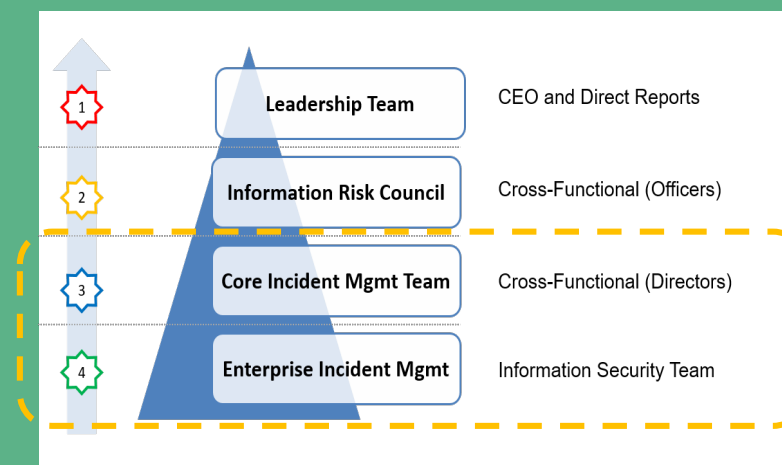 1
Leadership Team
CEO and Direct Reports
2
Information Risk Council
Cross-Functional (Officers)
3
Core Incident Mgmt Team
Cross-Functional (Directors)
4
Enterprise Incident Mgmt
Information Security Team